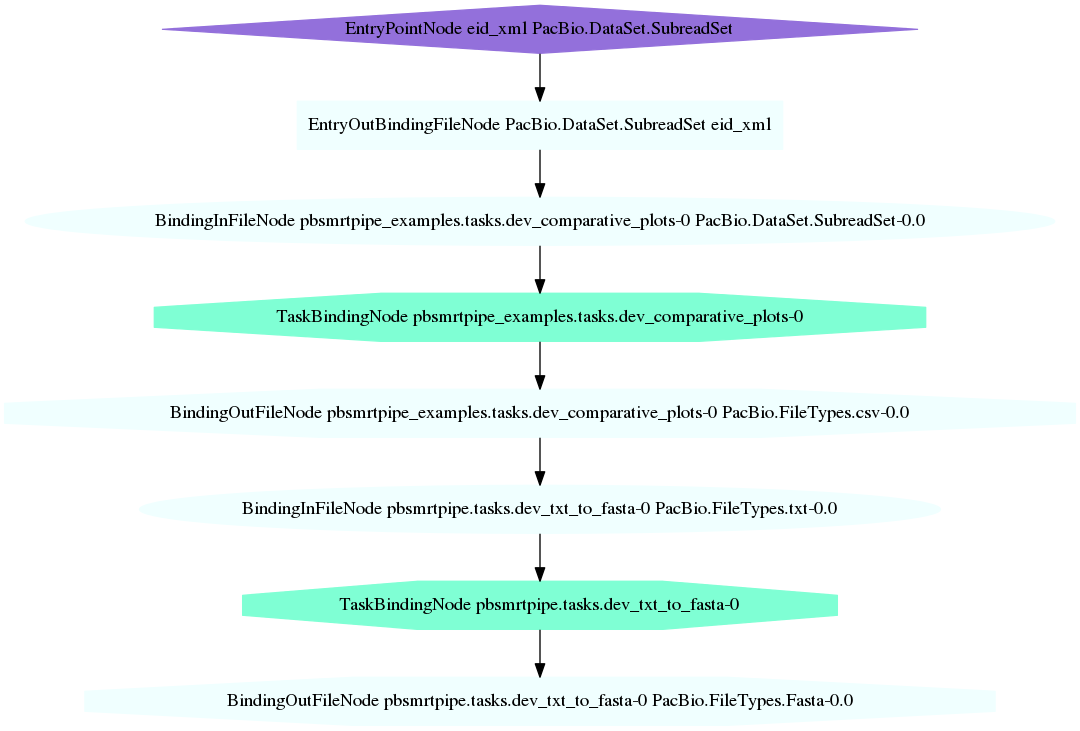 EntryPointNode eid_xml PacBio.DataSet.SubreadSet
EntryOutBindingFileNode PacBio.DataSet.SubreadSet eid_xml
BindingInFileNode pbsmrtpipe_examples.tasks.dev_comparative_plots-0 PacBio.DataSet.SubreadSet-0.0
TaskBindingNode pbsmrtpipe_examples.tasks.dev_comparative_plots-0
BindingOutFileNode pbsmrtpipe_examples.tasks.dev_comparative_plots-0 PacBio.FileTypes.csv-0.0
BindingInFileNode pbsmrtpipe.tasks.dev_txt_to_fasta-0 PacBio.FileTypes.txt-0.0
TaskBindingNode pbsmrtpipe.tasks.dev_txt_to_fasta-0
BindingOutFileNode pbsmrtpipe.tasks.dev_txt_to_fasta-0 PacBio.FileTypes.Fasta-0.0